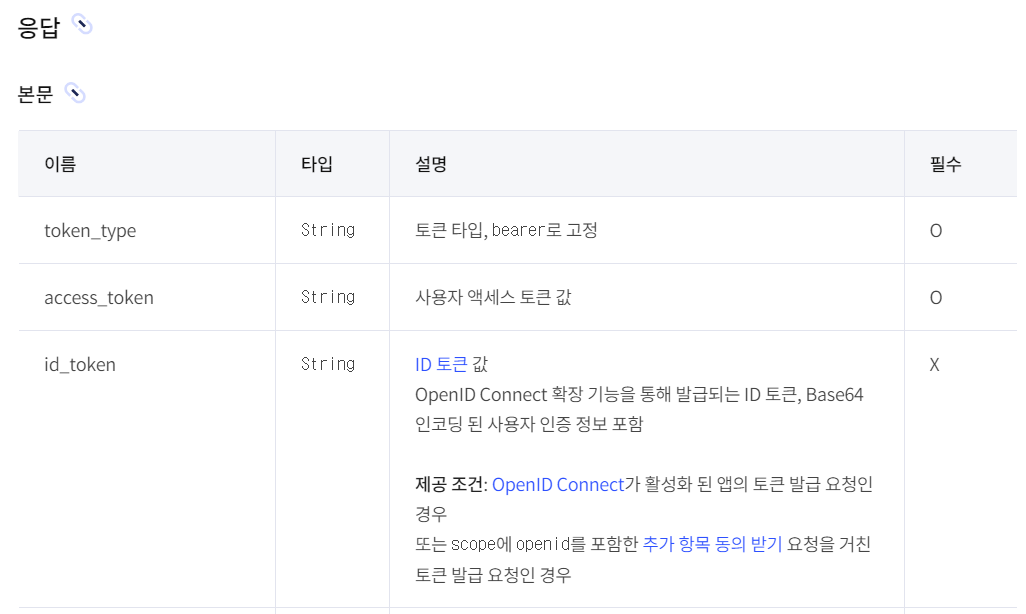 응답
본문
이름 타입 설명 필수
token_type String 토큰 타입, bearer로 고정 O
access_token String 사용자 액세스 토큰 값 O
id_token String ID 토큰 값 X
OpenID Connect 확장 기능을 통해 발급되는 ID 토큰, Base64
인코딩 된 사용자 인증 정보 포함
제공 조건: OpenID Connect가 활성화 된 앱의 토큰 발급 요청인
경우
또는 scope에 openid를 포함한 추가 항목 동의 받기 요청을 거친
토큰 발급 요청인 경우